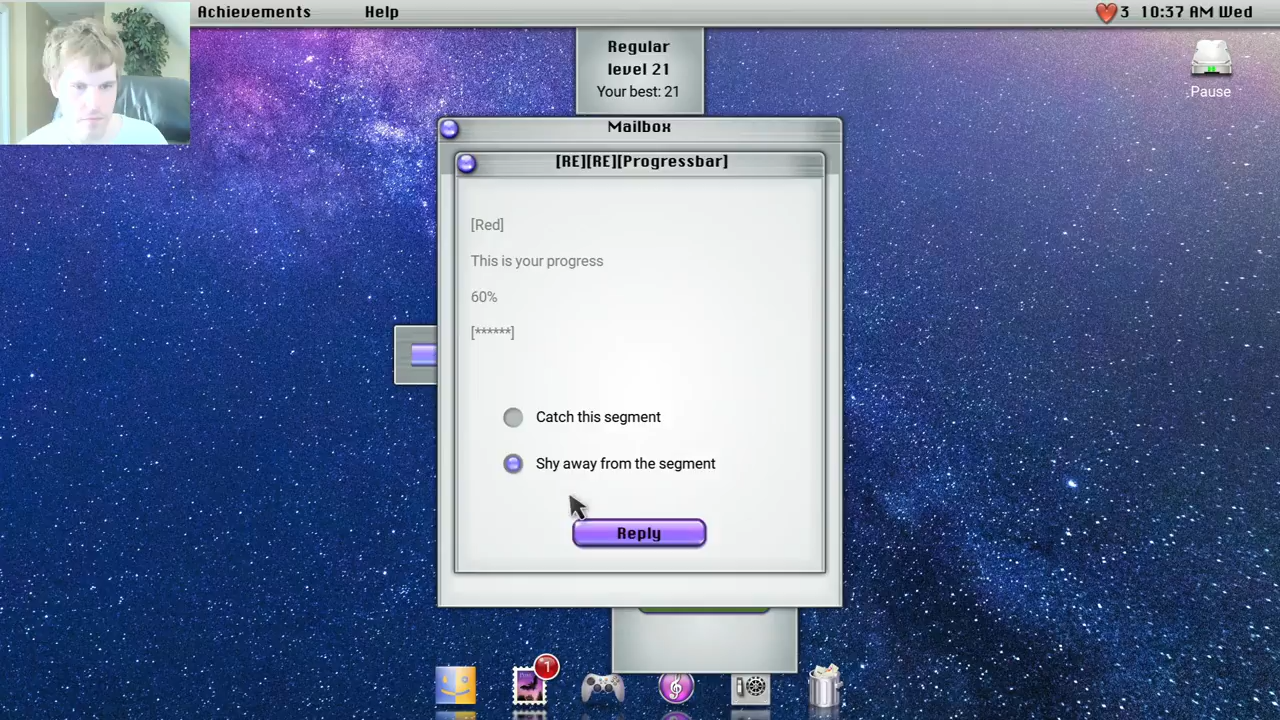 Achievements Help 3 10:37 AM Wed
Regular
level 21
Your best: 21
Pause
Mailbox
[RE][RE][Progressbar]
[Red]
This is your progress
60%
[******]
Catch this segment
Shy away from the segment
Reply
1